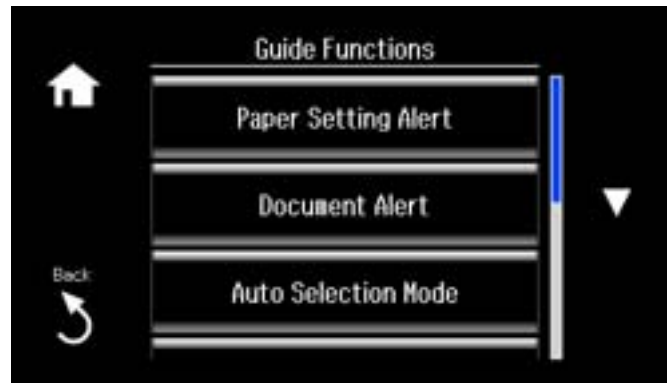 Guide Functions
Paper Setting Alert
Document Alert
Auto Selection Mode
Back